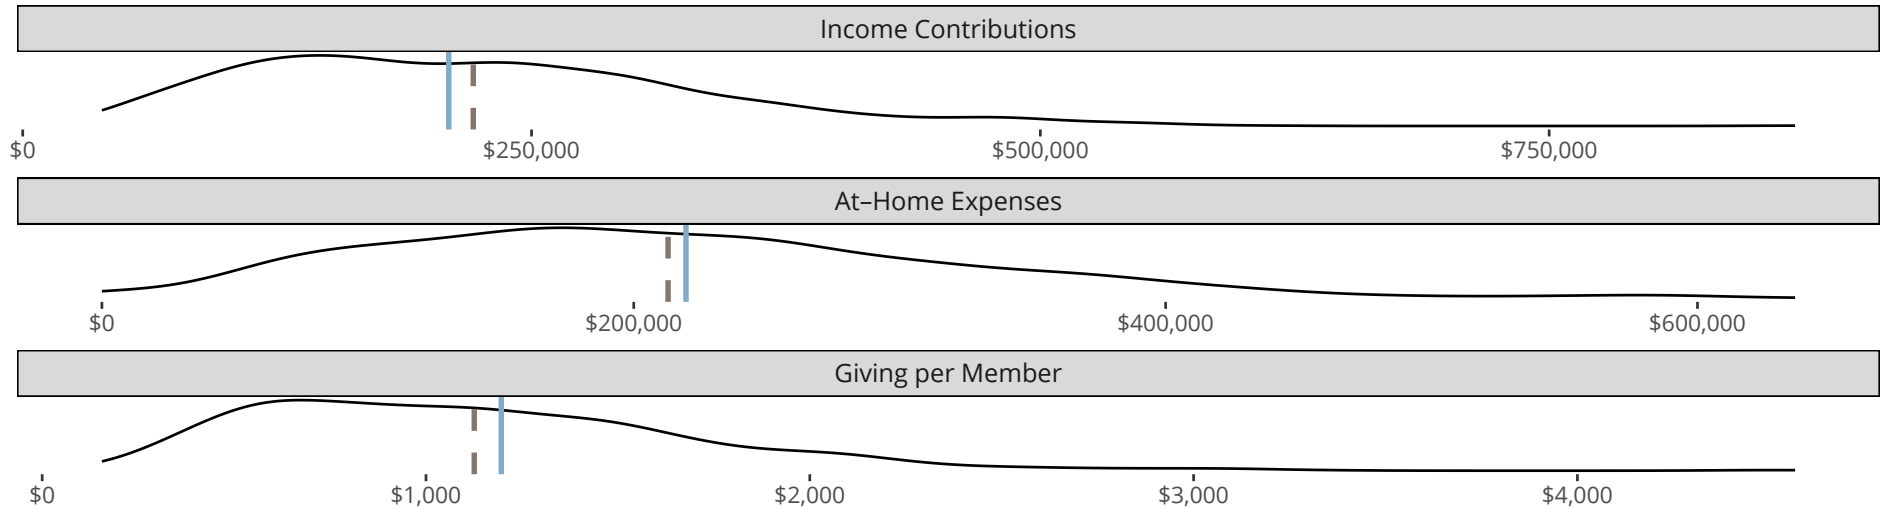 Income Contributions
$0 $250,000 $500,000 $750,000
At–Home Expenses
$0 $200,000 $400,000 $600,000
Giving per Member
$0 $1,000 $2,000 $3,000 $4,000